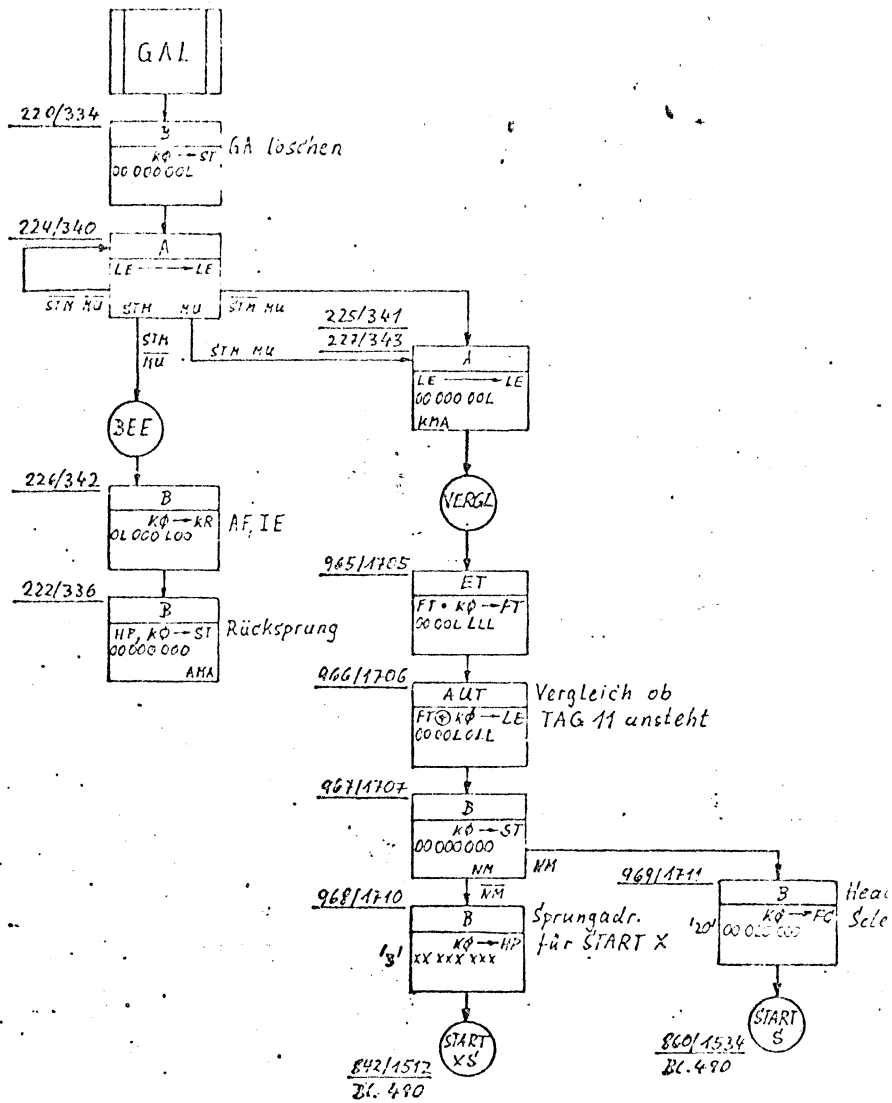 GAL
220/334
B
KØ → ST
00 000 00L
GA löschen
224/340
A
LE → LE
S̅T̅M̅ M̅U̅
STM MU
S̅T̅M̅ MU
STM
M̅U̅
STM MU
225/341
227/343
A
LE → LE
00 000 00L
KMA
BEE
VERGL
226/342
B
KØ → KR
0L 000 L00
AF, IE
222/336
B
HP, KØ → ST
00 000 000
AMA
Rücksprung
965/1705
ET
FT • KØ → FT
00 00L LLL
966/1706
AUT
FT ⊕ KØ → LE
00 00L 0LL
Vergleich ob
TAG 11 ansteht
967/1707
B
KØ → ST
00 000 000
NM
NM
N̅M̅
968/1710
B
KØ → HP
'3'
XX XXX XXX
Sprungadr.
für START X
969/1711
B
KØ → FC
'20'
Head
Sele
START
XS
842/1512
Bl. 490
START
S
860/1534
Bl. 490